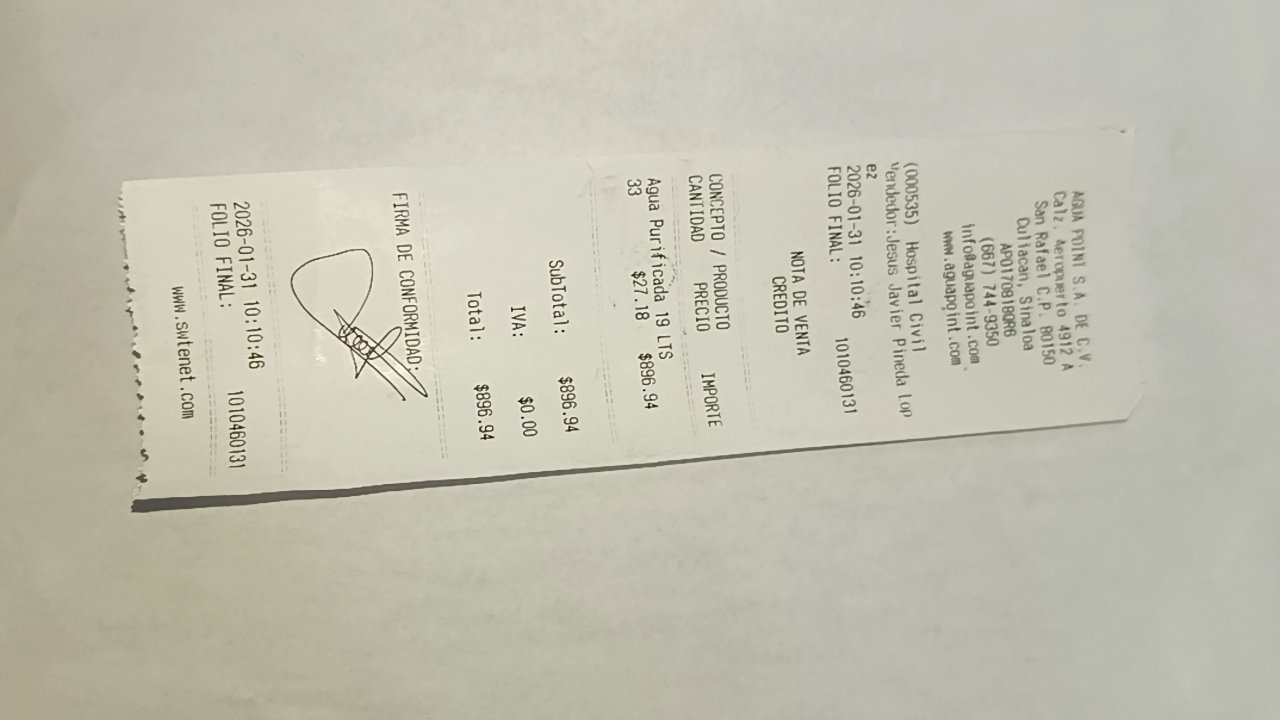 AGUA POINT S.A. DE C.V.
Calz. Aeropuerto 4912 A
San Rafael C.P. 80150
Culiacan, Sinaloa
APO170818QR6
(667) 744-9350
info@aguapoint.com
www.aguapoint.com
(000535) Hospital Civil
Vendedor:Jesus Javier Pineda Lop
ez
2026-01-31 10:10:46
FOLIO FINAL: 1010460131
NOTA DE VENTA
CREDITO
CONCEPTO / PRODUCTO
CANTIDAD PRECIO IMPORTE
Agua Purificada 19 LTS
33 $27.18 $896.94
SubTotal: $896.94
IVA: $0.00
Total: $896.94
FIRMA DE CONFORMIDAD:
2026-01-31 10:10:46
FOLIO FINAL: 1010460131
www.swtenet.com